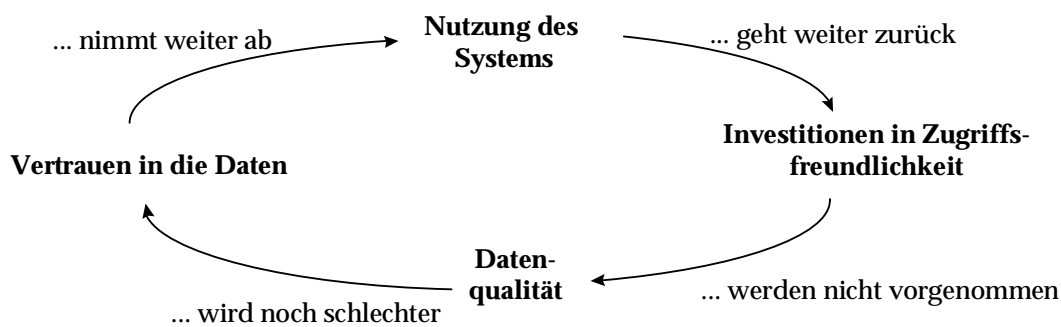 Nutzung des
Systems
... nimmt weiter ab
... geht weiter zurück
Investitionen in Zugriffs-
freundlichkeit
Vertrauen in die Daten
Daten-
qualität
... werden nicht vorgenommen
... wird noch schlechter